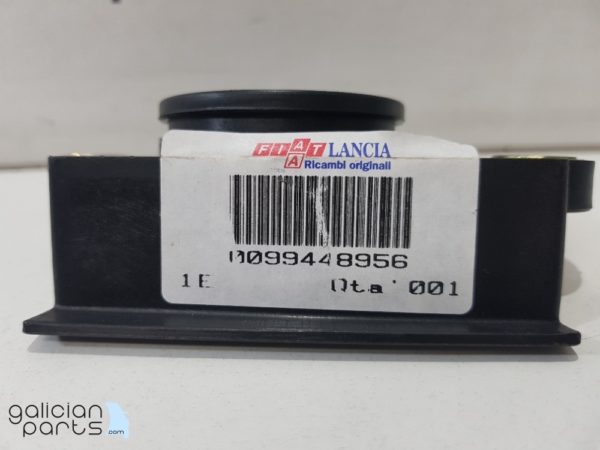 FIAT LANCIA
Ricambi originali
0099448956
1E Qta' 001
galician
parts.com